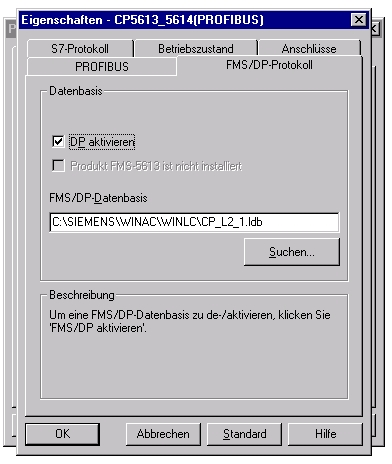 Eigenschaften - CP5613_5614(PROFIBUS)
S7-Protokoll Betriebszustand Anschlüsse
PROFIBUS FMS/DP-Protokoll
Datenbasis
DP aktivieren
Produkt FMS-5613 ist nicht installiert
FMS/DP-Datenbasis
C:\SIEMENS\WINAC\WINLC\CP_L2_1.ldb
Suchen...
Beschreibung
Um eine FMS/DP-Datenbasis zu de-/aktivieren, klicken Sie
'FMS/DP aktivieren'.
OK Abbrechen Standard Hilfe